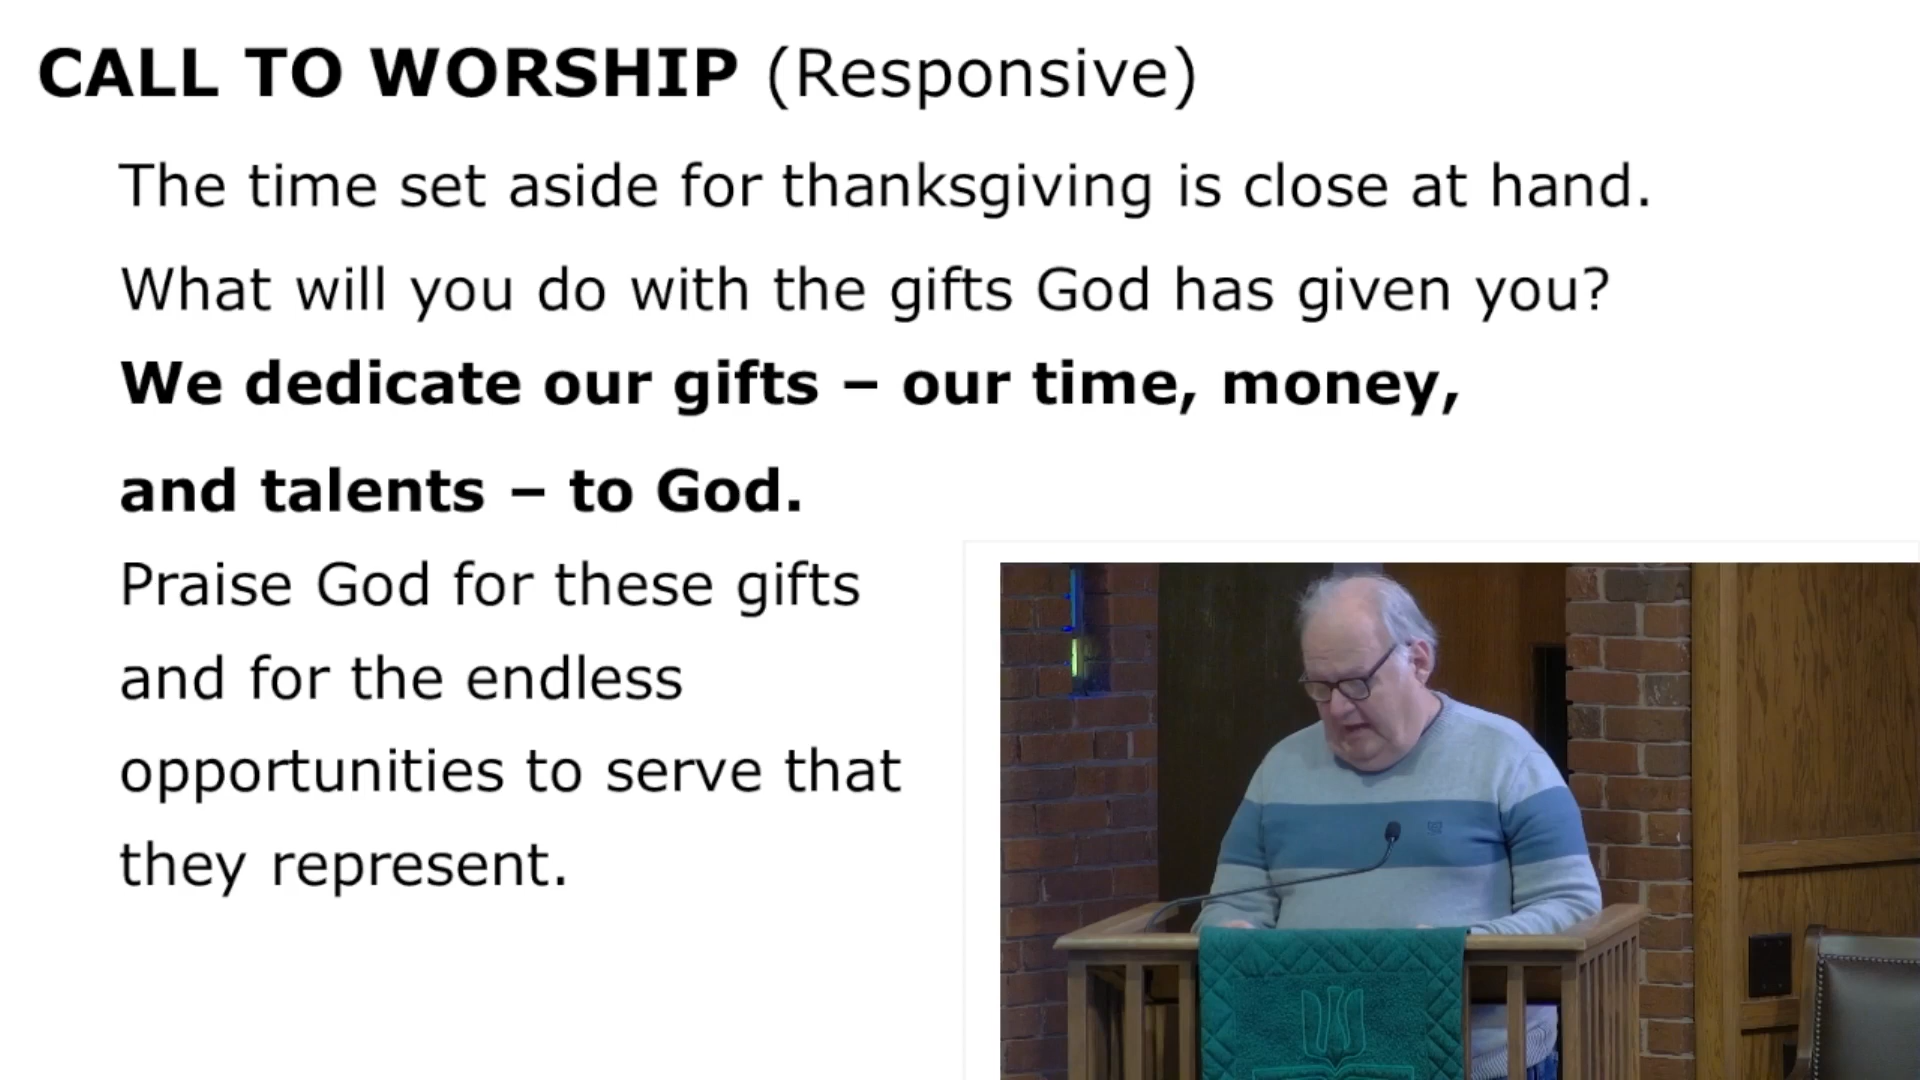 CALL TO WORSHIP (Responsive)
The time set aside for thanksgiving is close at hand.
What will you do with the gifts God has given you?
We dedicate our gifts – our time, money,
and talents – to God.
Praise God for these gifts
and for the endless
opportunities to serve that
they represent.